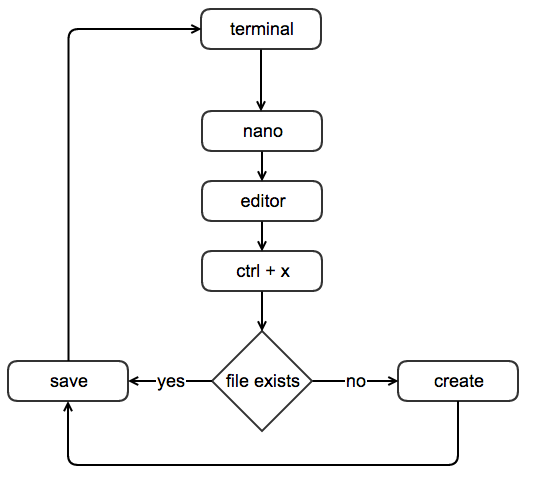 terminal
nano
editor
ctrl + x
save
yes
file exists
no
create